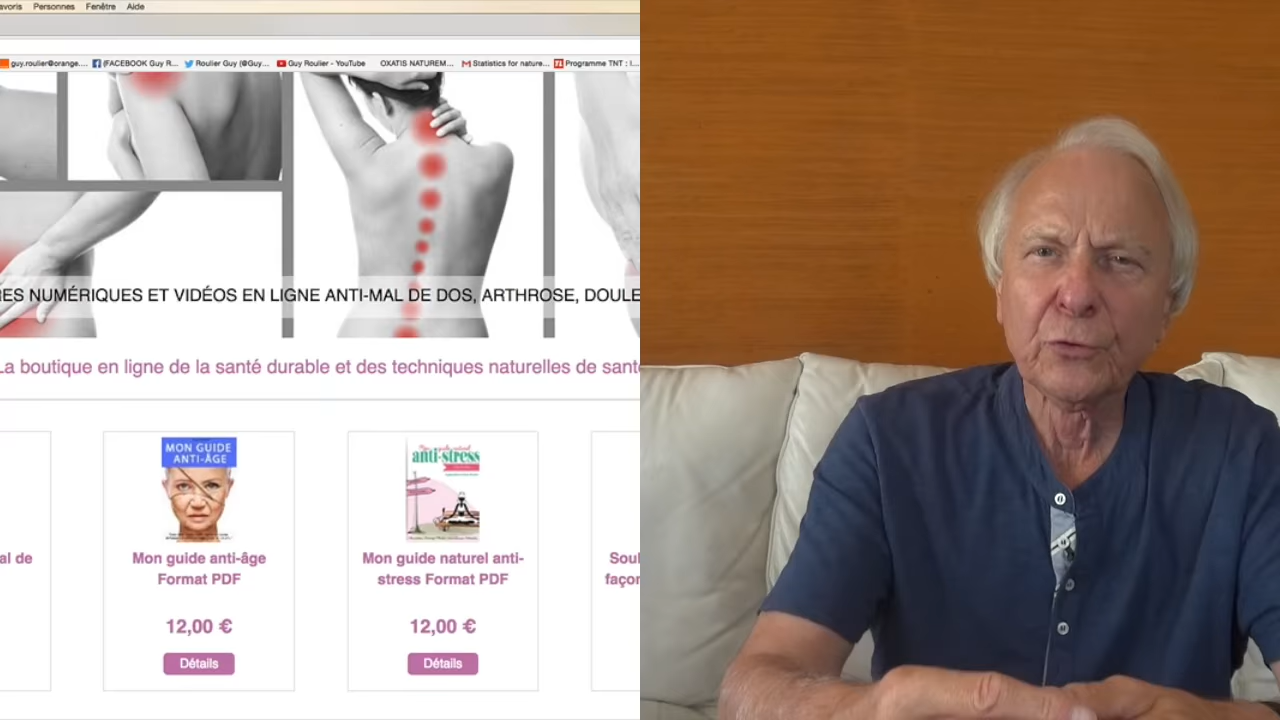 avoris Personnes Fenêtre Aide
guy.roulier@orange.... (FACEBOOK Guy R... Roulier Guy (@Guy... Guy Roulier - YouTube OXATIS NATUREM... Statistics for nature... Programme TNT : l...
RES NUMÉRIQUES ET VIDÉOS EN LIGNE ANTI-MAL DE DOS, ARTHROSE, DOULE
La boutique en ligne de la santé durable et des techniques naturelles de sant
MON GUIDE
ANTI-ÂGE
anti-stress
al de
Mon guide anti-âge
Format PDF
12,00 €
Détails
Mon guide naturel anti-
stress Format PDF
12,00 €
Détails
Soul
façon